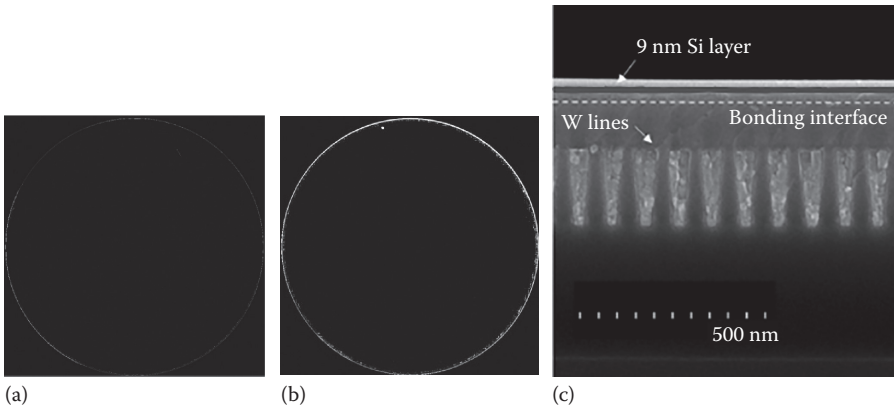 9 nm Si layer
Bonding interface
W lines
500 nm
(a)
(b)
(c)